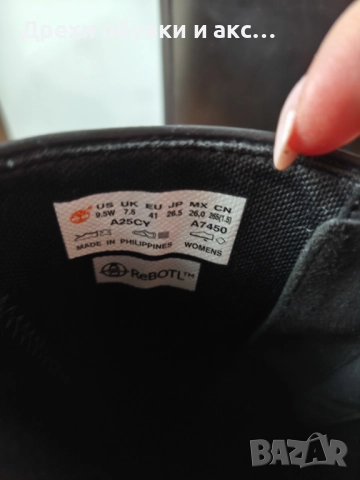 Дрехи, обувки и акс...
US UK EU JP MX CN
9.5W 7.5 41 26.5 26.0 265(1.5)
A25CV A7450
MADE IN PHILIPPINES WOMENS
ReBOTL™
BAZAR